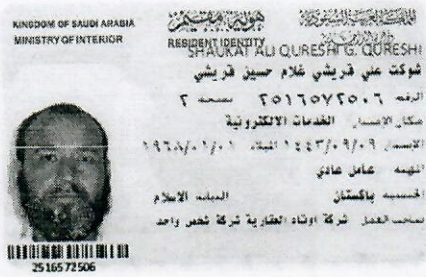 KINGDOM OF SAUDI ARABIA
MINISTRY OF INTERIOR
هوية مقيم
RESIDENT IDENTITY
SHAUKAT ALI QURESHI G. QURESHI
شوكت علي قريشي غلام حسين قريشي
الرقم ٢٥١٦٥٧٢٥٠٦ نسخة ٢
مكان الإصدار الخدمات الالكترونية
الإصدار ١٤٤٣/٠٩/٠٩ الميلاد ١٩٦٨/٠١/٠١
المهنة عامل عادي
الجنسية باكستان الديانة الاسلام
صاحب العمل شركة اوتاد العقارية شركة شخص واحد
2516572506